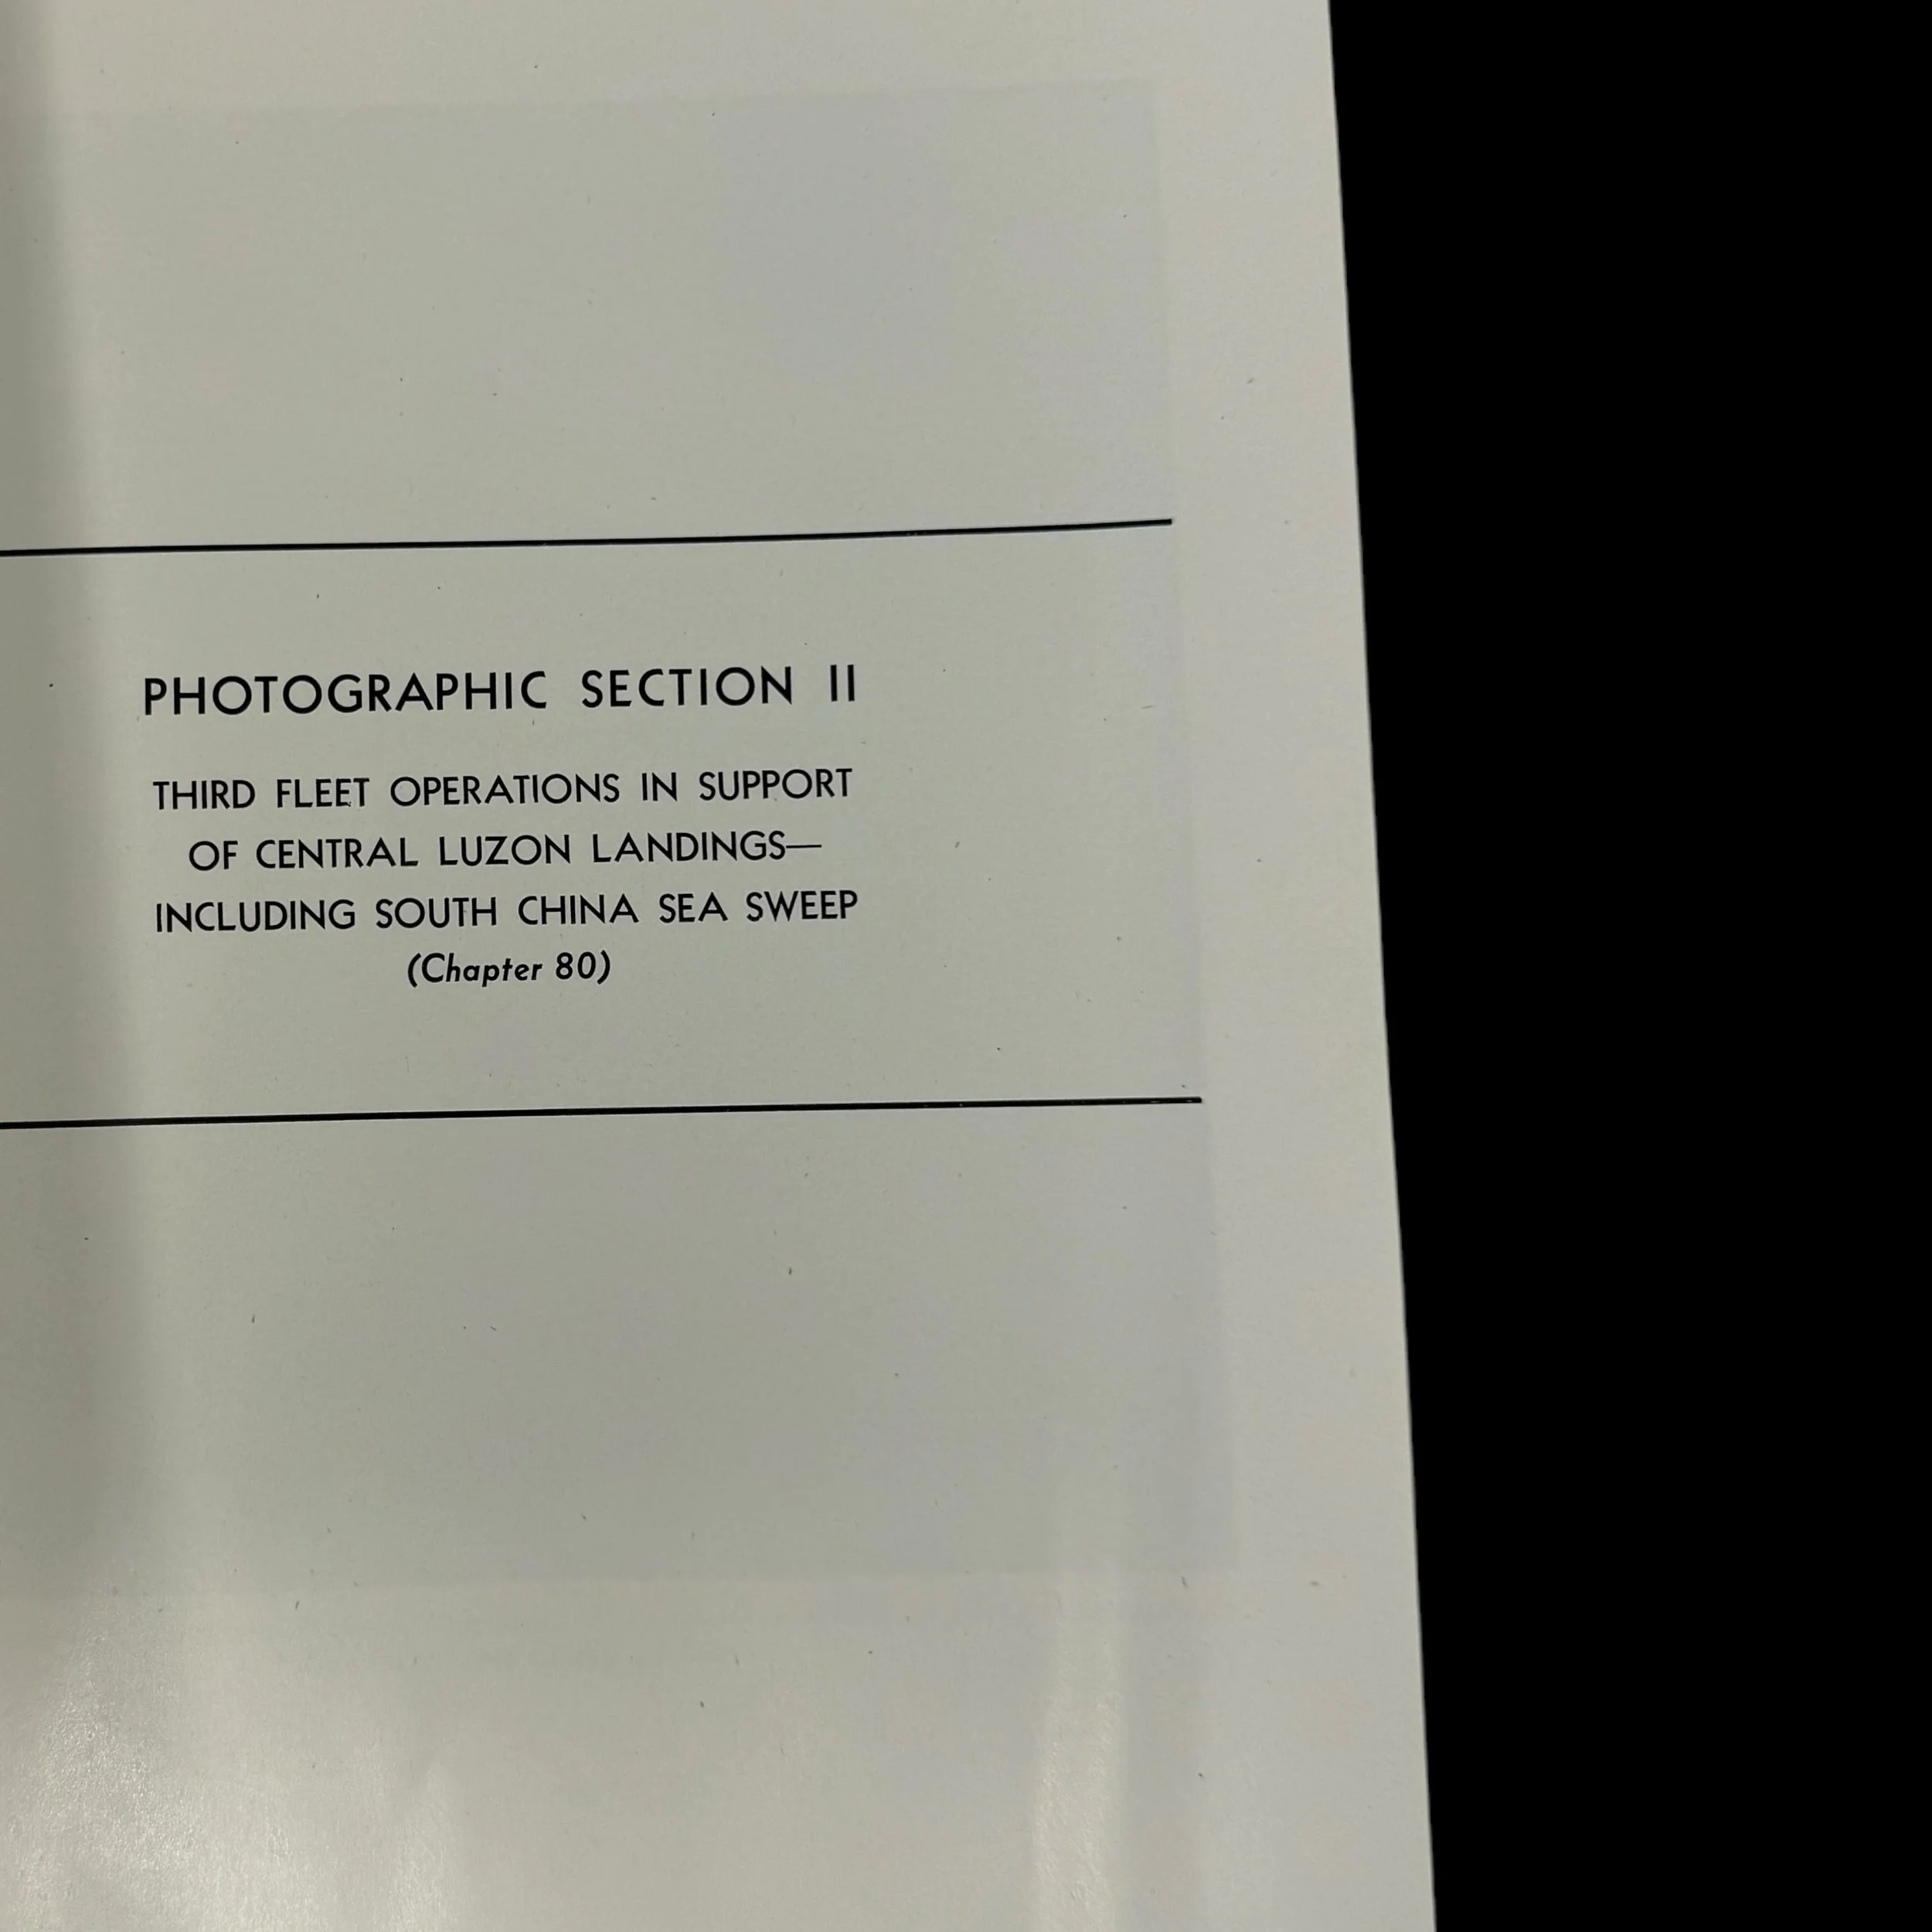 PHOTOGRAPHIC SECTION II
THIRD FLEET OPERATIONS IN SUPPORT
OF CENTRAL LUZON LANDINGS—
INCLUDING SOUTH CHINA SEA SWEEP
(Chapter 80)